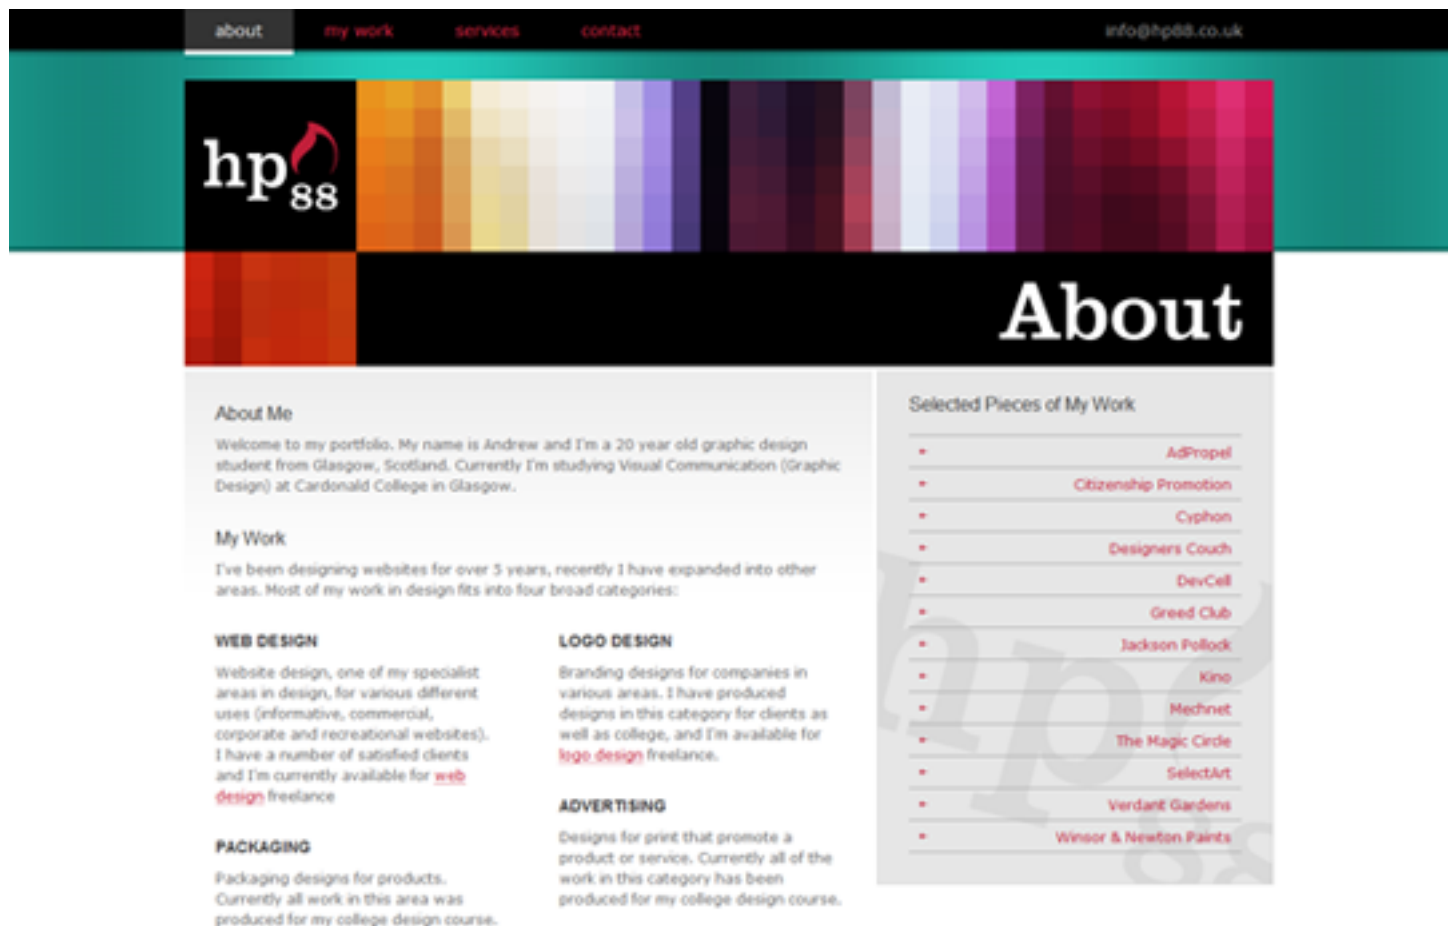 about my work services contact info@hp88.co.uk
hp
88
About
About Me
Welcome to my portfolio. My name is Andrew and I'm a 20 year old graphic design
student from Glasgow, Scotland. Currently I'm studying Visual Communication (Graphic
Design) at Cardonald College in Glasgow.
My Work
I've been designing websites for over 5 years, recently I have expanded into other
areas. Most of my work in design fits into four broad categories:
WEB DESIGN
Website design, one of my specialist
areas in design, for various different
uses (informative, commercial,
corporate and recreational websites).
I have a number of satisfied clients
and I'm currently available for web
design freelance
PACKAGING
Packaging designs for products.
Currently all work in this area was
produced for my college design course.
LOGO DESIGN
Branding designs for companies in
various areas. I have produced
designs in this category for clients as
well as college, and I'm available for
logo design freelance.
ADVERTISING
Designs for print that promote a
product or service. Currently all of the
work in this category has been
produced for my college design course.
Selected Pieces of My Work
AdPropel
Citizenship Promotion
Cyphon
Designers Couch
DevCell
Greed Club
Jackson Pollock
Kino
Mechnet
The Magic Circle
SelectArt
Verdant Gardens
Winsor & Newton Paints
hp
88